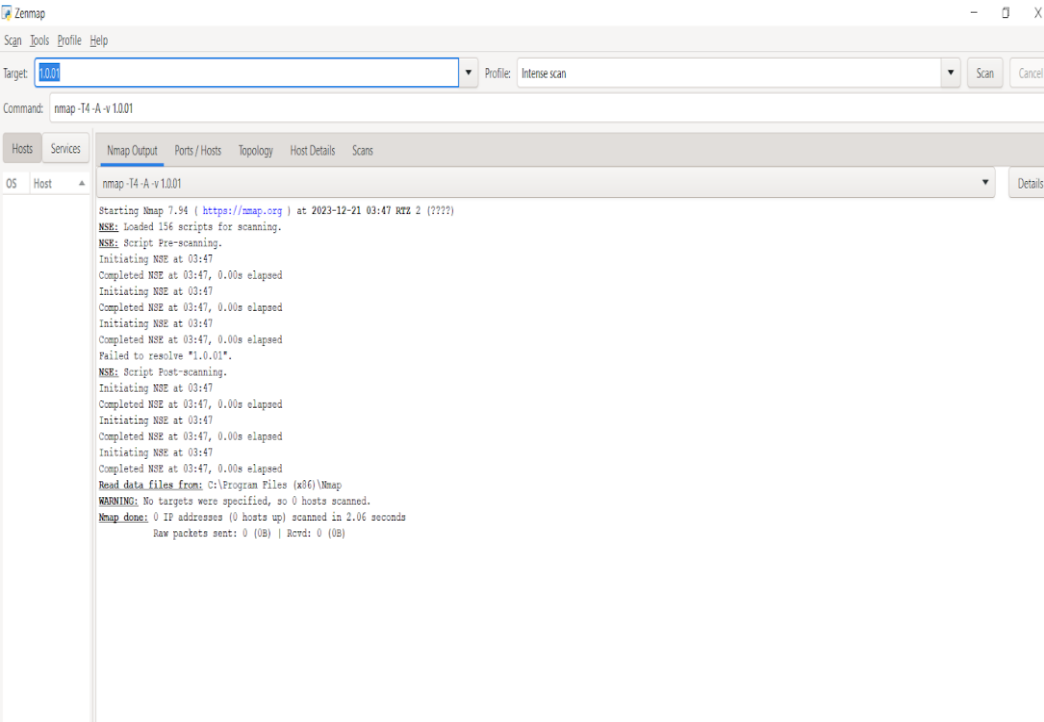 Zenmap
Scan Tools Profile Help
Target: 1.0.01 Profile: Intense scan Scan Cancel
Command: nmap -T4 -A -v 1.0.01
Hosts Services Nmap Output Ports / Hosts Topology Host Details Scans
OS Host nmap -T4 -A -v 1.0.01 Details
Starting Nmap 7.94 ( https://nmap.org ) at 2023-12-21 03:47 RTZ 2 (????)
NSE: Loaded 156 scripts for scanning.
NSE: Script Pre-scanning.
Initiating NSE at 03:47
Completed NSE at 03:47, 0.00s elapsed
Initiating NSE at 03:47
Completed NSE at 03:47, 0.00s elapsed
Initiating NSE at 03:47
Completed NSE at 03:47, 0.00s elapsed
Failed to resolve "1.0.01".
NSE: Script Post-scanning.
Initiating NSE at 03:47
Completed NSE at 03:47, 0.00s elapsed
Initiating NSE at 03:47
Completed NSE at 03:47, 0.00s elapsed
Initiating NSE at 03:47
Completed NSE at 03:47, 0.00s elapsed
Read data files from: C:\Program Files (x86)\Nmap
WARNING: No targets were specified, so 0 hosts scanned.
Nmap done: 0 IP addresses (0 hosts up) scanned in 2.06 seconds
Raw packets sent: 0 (0B) | Rcvd: 0 (0B)